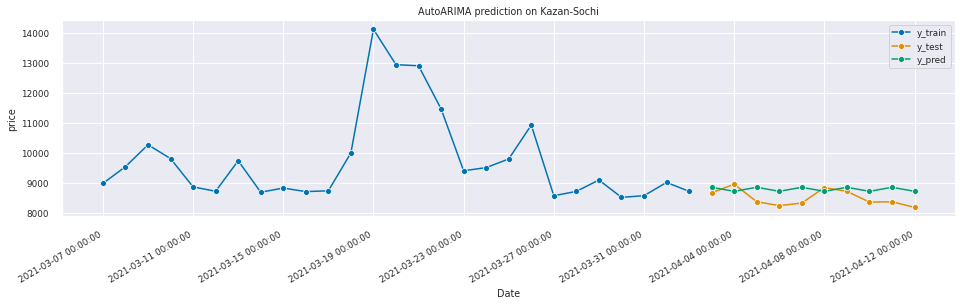 AutoARIMA prediction on Kazan-Sochi
y_train
y_test
y_pred
price
14000
13000
12000
11000
10000
9000
8000
2021-03-07 00:00:00
2021-03-11 00:00:00
2021-03-15 00:00:00
2021-03-19 00:00:00
2021-03-23 00:00:00
2021-03-27 00:00:00
2021-03-31 00:00:00
2021-04-04 00:00:00
2021-04-08 00:00:00
2021-04-12 00:00:00
Date